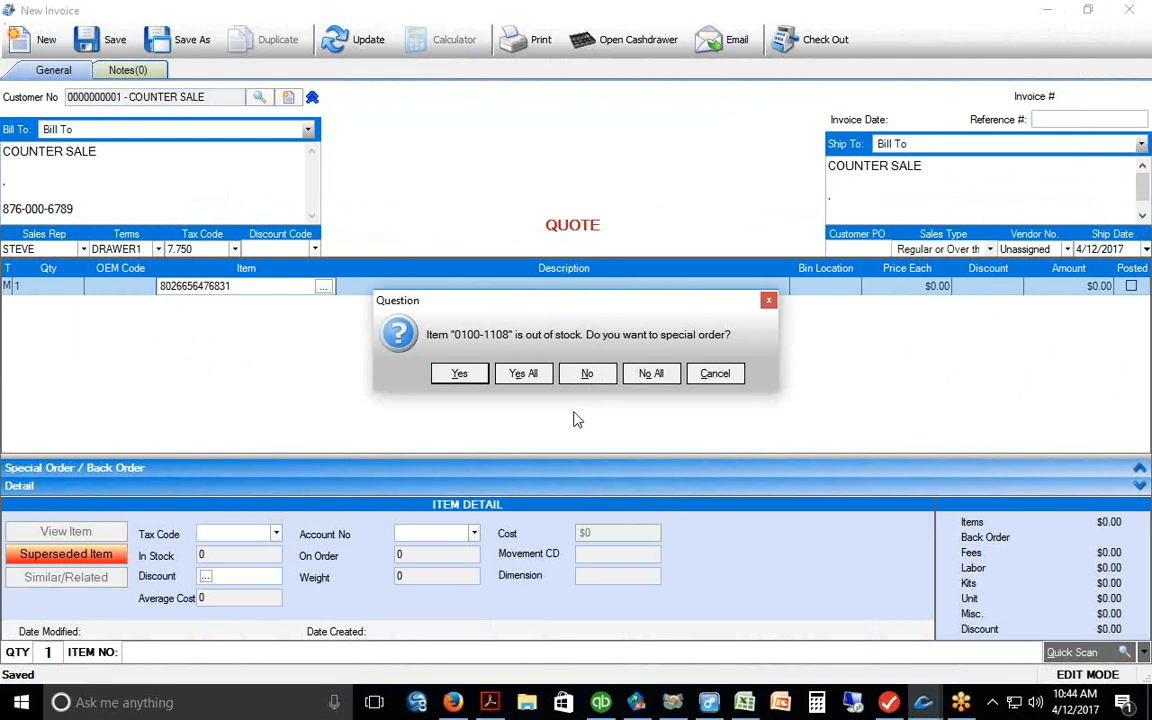 New Invoice
New Save Save As Duplicate Update Calculator Print Open Cashdrawer Email Check Out
General Notes(0)
Customer No 0000000001 - COUNTER SALE Invoice #
Invoice Date: Reference #:
Bill To: Bill To
Ship To: Bill To
COUNTER SALE
COUNTER SALE
.
.
876-000-6789
QUOTE
Sales Rep Terms Tax Code Discount Code Customer PO Sales Type Vendor No. Ship Date
STEVE DRAWER1 7.750 Regular or Over th Unassigned 4/12/2017
T Qty OEM Code Item Description Bin Location Price Each Discount Amount Posted
M 1 8026656476831 ... $0.00 $0.00
Question x
Item "0100-1108" is out of stock. Do you want to special order?
Yes Yes All No No All Cancel
Special Order / Back Order
Detail
ITEM DETAIL
View Item Tax Code Account No Cost $0
Superseded Item In Stock 0 On Order 0 Movement CD
Similar/Related Discount ... Weight 0 Dimension
Average Cost 0
Items $0.00
Back Order
Fees $0.00
Labor $0.00
Kits $0.00
Unit $0.00
Misc. $0.00
Discount $0.00
Date Modified: Date Created:
QTY 1 ITEM NO: Quick Scan
Saved EDIT MODE
Ask me anything 10:44 AM
4/12/2017 1